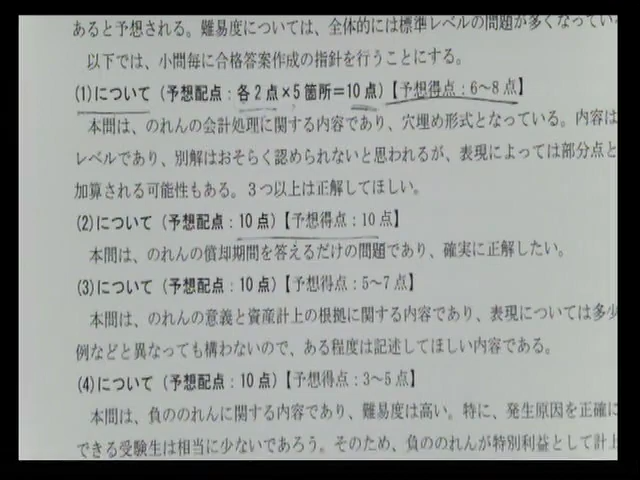 あると予想される。難易度については、全体的には標準レベルの問題が多くなってい
以下では、小問毎に合格答案作成の指針を行うことにする。
(1)について（予想配点：各2点×5箇所＝10点）【予想得点：6～8点】
本問は、のれんの会計処理に関する内容であり、穴埋め形式となっている。内容は
レベルであり、別解はおそらく認められないと思われるが、表現によっては部分点と
加算される可能性もある。3つ以上は正解してほしい。
(2)について（予想配点：10点）【予想得点：10点】
本問は、のれんの償却期間を答えるだけの問題であり、確実に正解したい。
(3)について（予想配点：10点）【予想得点：5～7点】
本問は、のれんの意義と資産計上の根拠に関する内容であり、表現については多少
例などと異なっても構わないので、ある程度は記述してほしい内容である。
(4)について（予想配点：10点）【予想得点：3～5点】
本問は、負ののれんに関する内容であり、難易度は高い。特に、発生原因を正確に
できる受験生は相当に少ないであろう。そのため、負ののれんが特別利益として計上